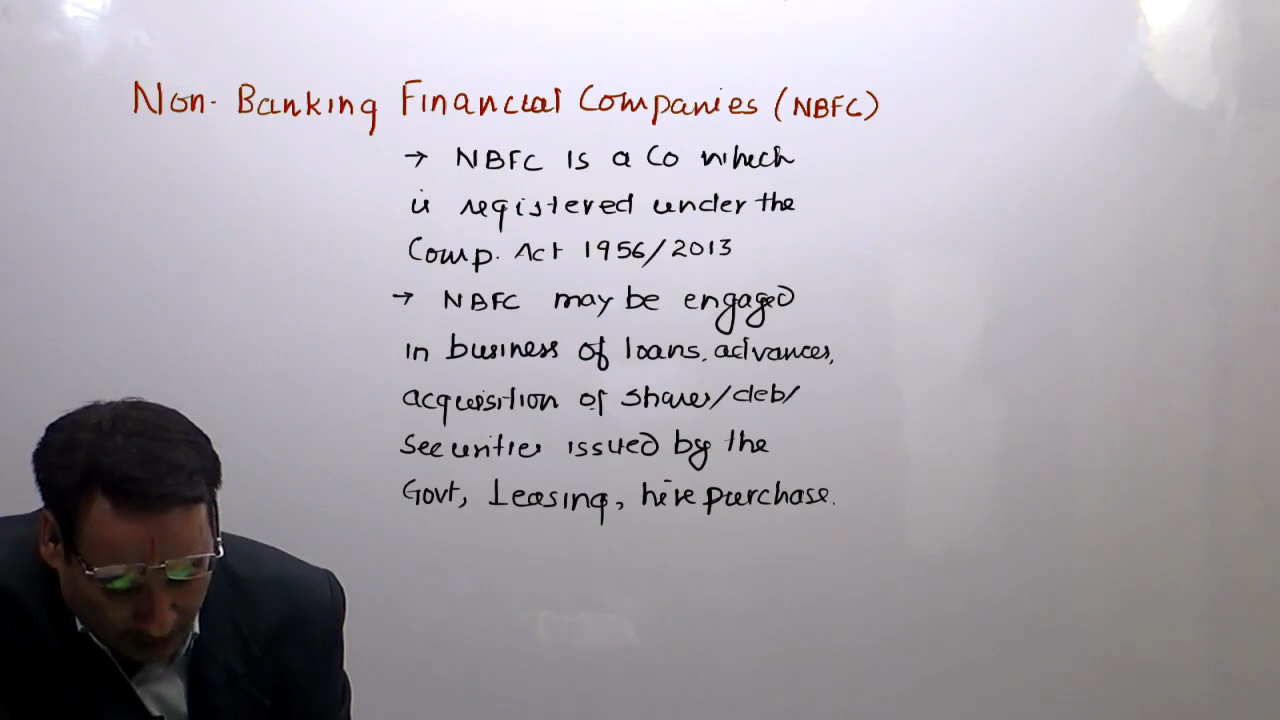 Non-Banking Financial Companies (NBFC)
→ NBFC is a Co which
is registered under the
Comp. Act 1956/2013
→ NBFC may be engaged
in business of loans, advances,
acquisition of shares/deb/
securities issued by the
Govt, Leasing, hire purchase.